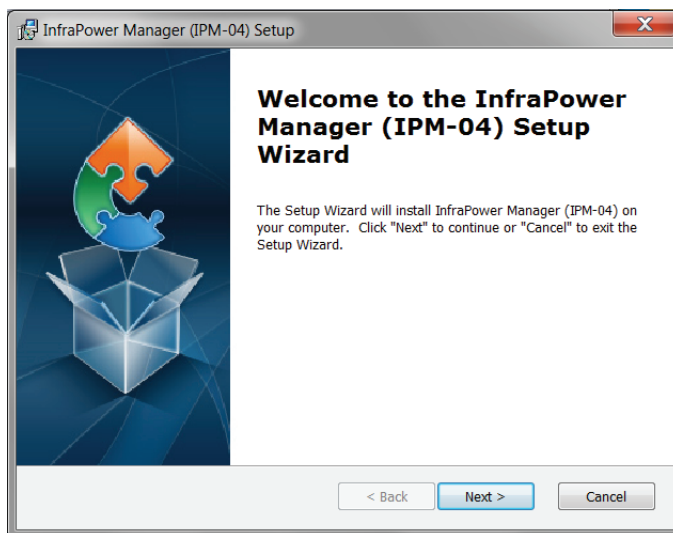 InfraPower Manager (IPM-04) Setup
Welcome to the InfraPower
Manager (IPM-04) Setup
Wizard
The Setup Wizard will install InfraPower Manager (IPM-04) on
your computer. Click "Next" to continue or "Cancel" to exit the
Setup Wizard.
< Back
Next >
Cancel